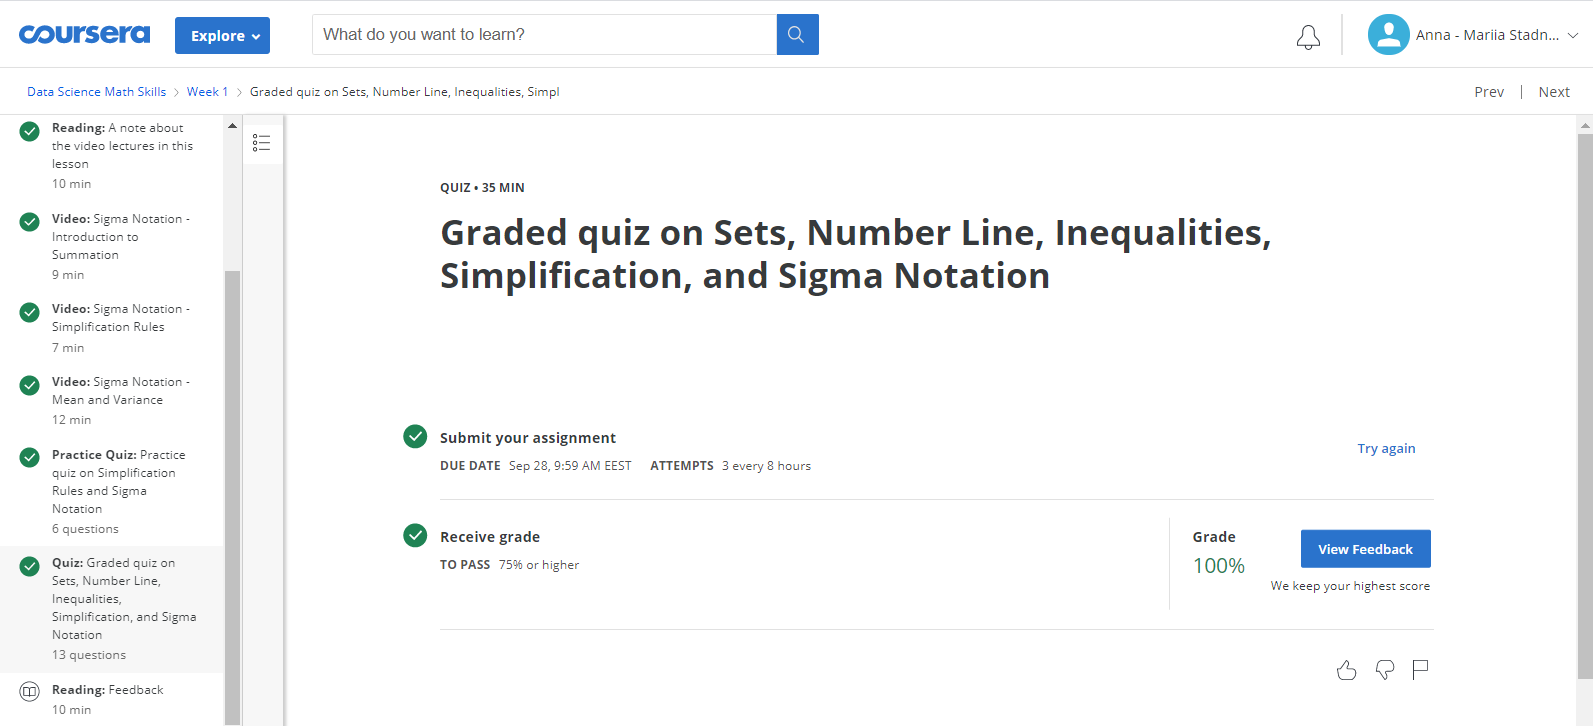 coursera
Explore
What do you want to learn?
Anna - Mariia Stadn...
Data Science Math Skills > Week 1 > Graded quiz on Sets, Number Line, Inequalities, Simpl
Prev | Next
Reading: A note about
the video lectures in this
lesson
10 min
Video: Sigma Notation -
Introduction to
Summation
9 min
Video: Sigma Notation -
Simplification Rules
7 min
Video: Sigma Notation -
Mean and Variance
12 min
Practice Quiz: Practice
quiz on Simplification
Rules and Sigma
Notation
6 questions
Quiz: Graded quiz on
Sets, Number Line,
Inequalities,
Simplification, and Sigma
Notation
13 questions
Reading: Feedback
10 min
QUIZ • 35 MIN
Graded quiz on Sets, Number Line, Inequalities,
Simplification, and Sigma Notation
Submit your assignment
DUE DATE Sep 28, 9:59 AM EEST ATTEMPTS 3 every 8 hours
Try again
Receive grade
TO PASS 75% or higher
Grade
100%
View Feedback
We keep your highest score